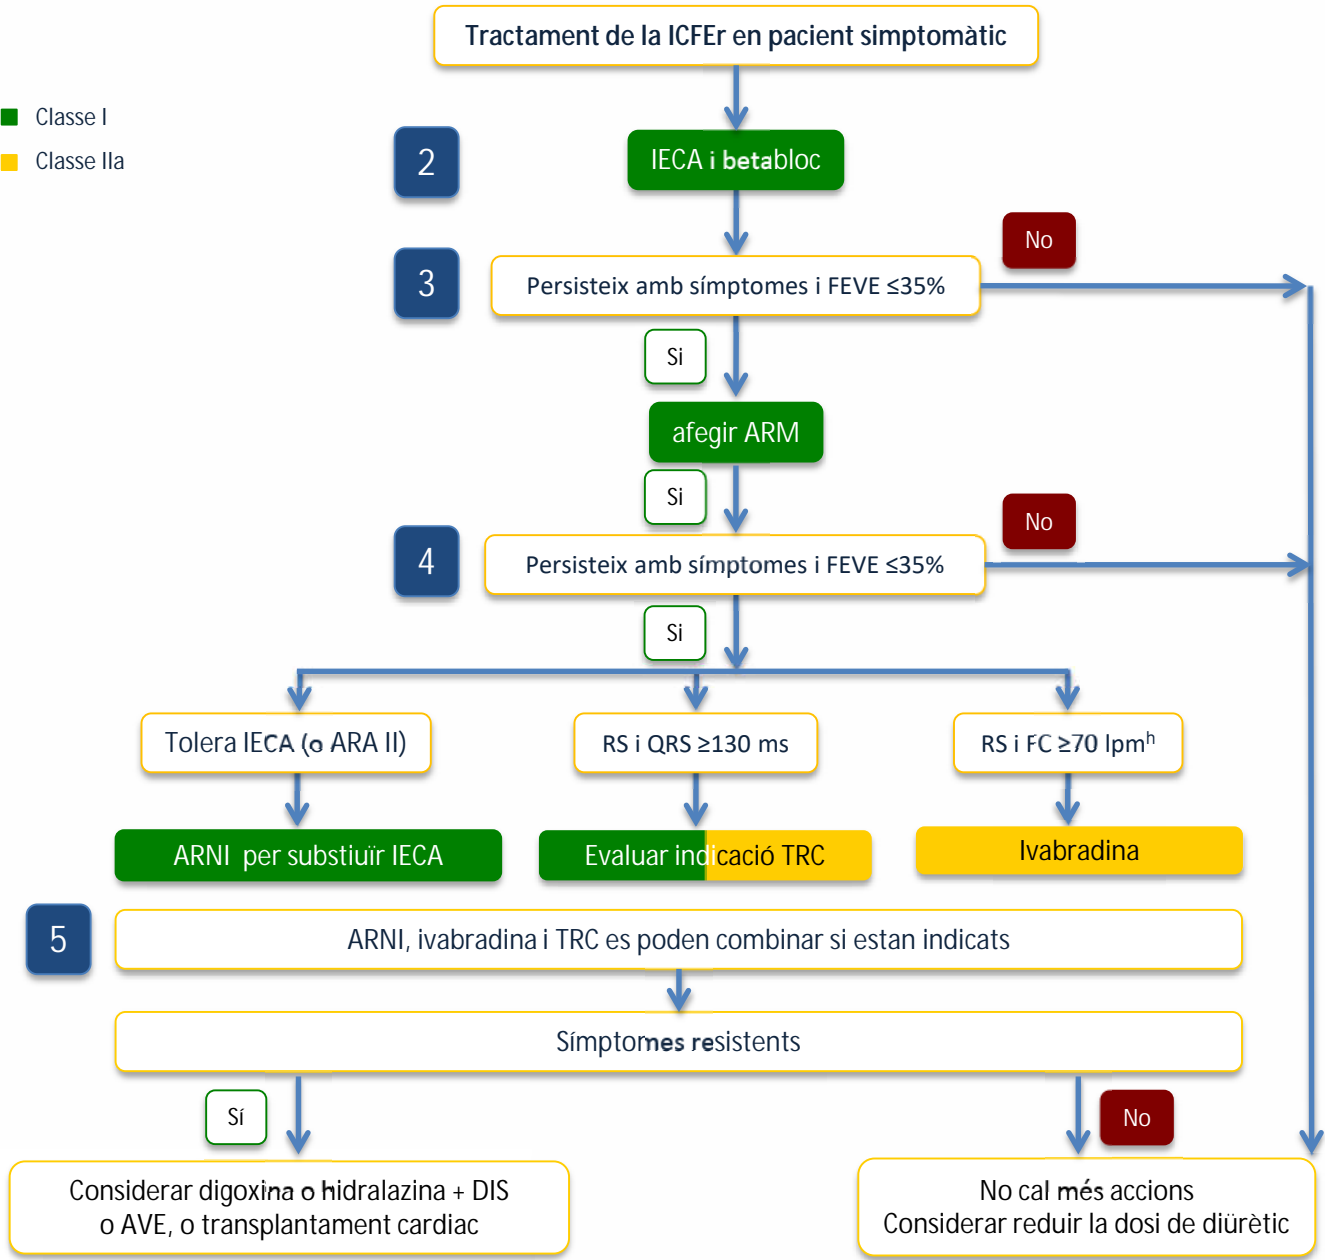 Tractament de la ICFEr en pacient simptomàtic
Classe I
Classe IIa
2
IECA i betabloc
No
3
Persisteix amb símptomes i FEVE ≤35%
Si
afegir ARM
Si
No
4
Persisteix amb símptomes i FEVE ≤35%
Si
Tolera IECA (o ARA II)
RS i QRS ≥130 ms
RS i FC ≥70 lpmʰ
ARNI per substiuïr IECA
Evaluar indicació TRC
Ivabradina
5
ARNI, ivabradina i TRC es poden combinar si estan indicats
Símptomes resistents
Sí
No
Considerar digoxina o hidralazina + DIS
o AVE, o transplantament cardiac
No cal més accions
Considerar reduir la dosi de diürètic